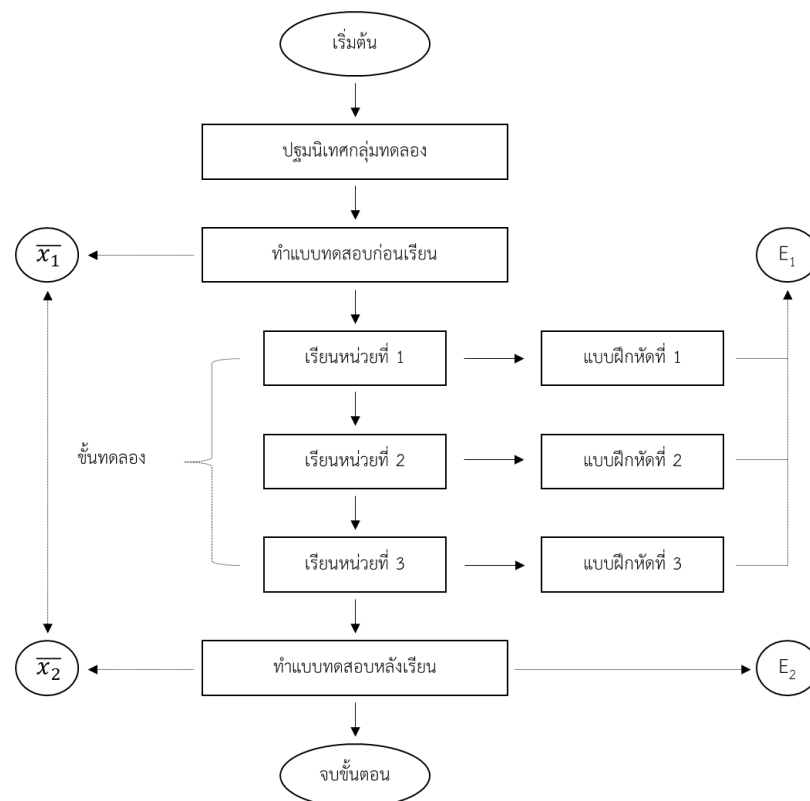 เริ่มต้น
ปฐมนิเทศกลุ่มทดลอง
x̄₁
ทำแบบทดสอบก่อนเรียน
E₁
เรียนหน่วยที่ 1
แบบฝึกหัดที่ 1
ขั้นทดลอง
เรียนหน่วยที่ 2
แบบฝึกหัดที่ 2
เรียนหน่วยที่ 3
แบบฝึกหัดที่ 3
x̄₂
ทำแบบทดสอบหลังเรียน
E₂
จบขั้นตอน